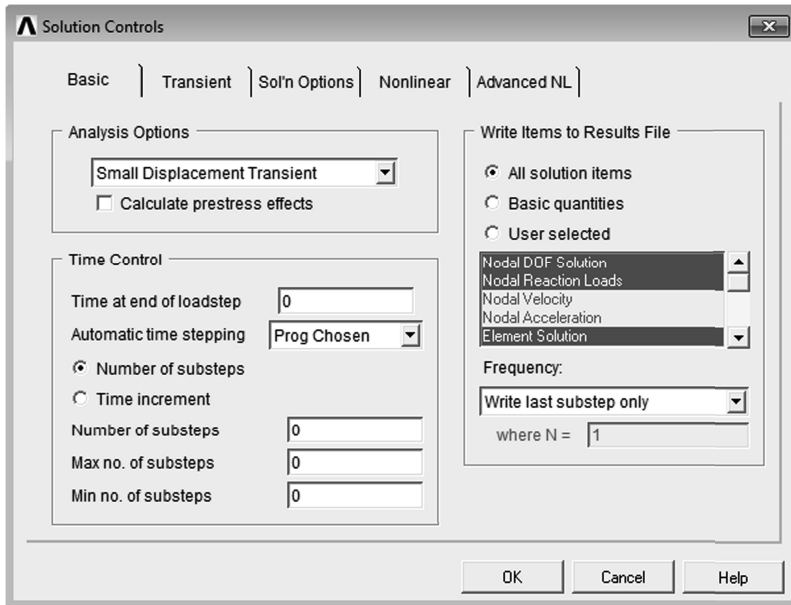 Solution Controls
Basic
Transient
Sol'n Options
Nonlinear
Advanced NL
Analysis Options
Small Displacement Transient
Calculate prestress effects
Time Control
Time at end of loadstep
0
Automatic time stepping
Prog Chosen
Number of substeps
Time increment
Number of substeps
0
Max no. of substeps
0
Min no. of substeps
0
Write Items to Results File
All solution items
Basic quantities
User selected
Nodal DOF Solution
Nodal Reaction Loads
Nodal Velocity
Nodal Acceleration
Element Solution
Frequency:
Write last substep only
where N =
1
OK
Cancel
Help